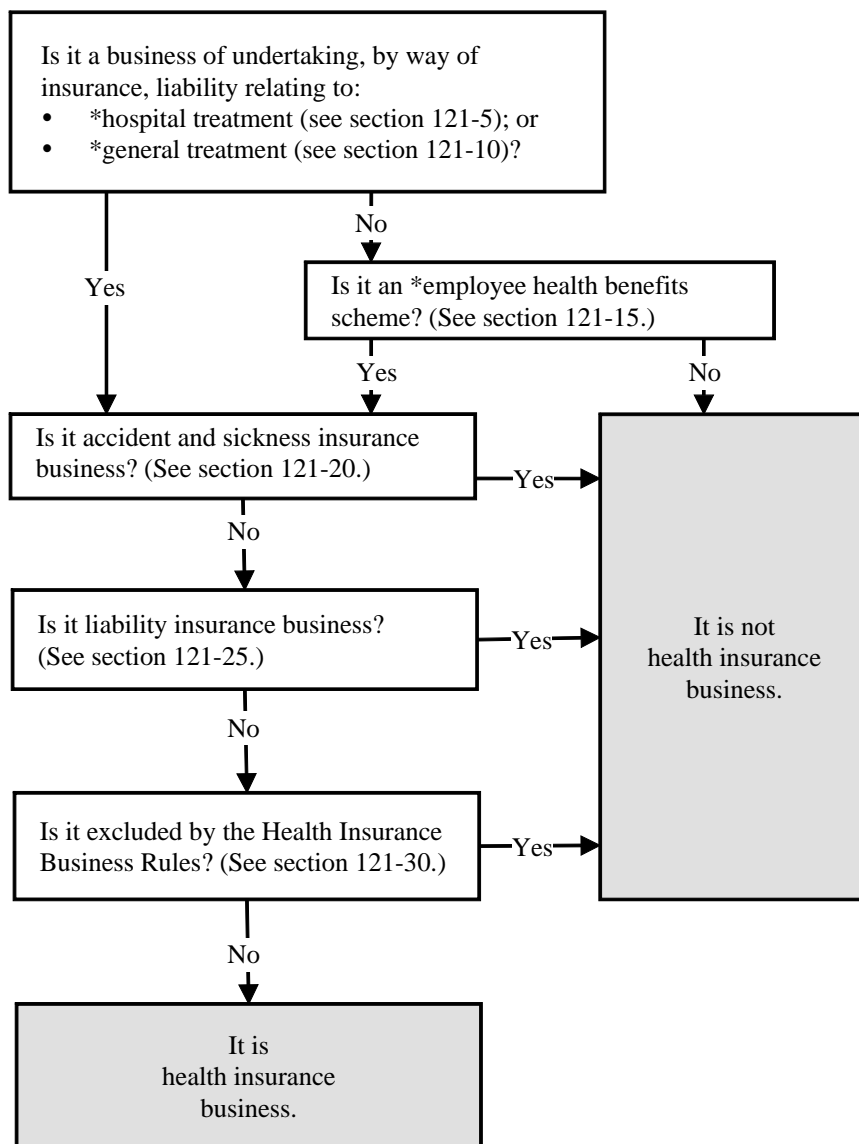 Is it a business of undertaking, by way of
insurance, liability relating to:
• *hospital treatment (see section 121-5); or
• *general treatment (see section 121-10)?
No
Yes
Is it an *employee health benefits
scheme? (See section 121-15.)
Yes
No
Is it accident and sickness insurance
business? (See section 121-20.)
Yes
No
Is it liability insurance business?
(See section 121-25.)
Yes
It is not
health insurance
business.
No
Is it excluded by the Health Insurance
Business Rules? (See section 121-30.)
Yes
No
It is
health insurance
business.